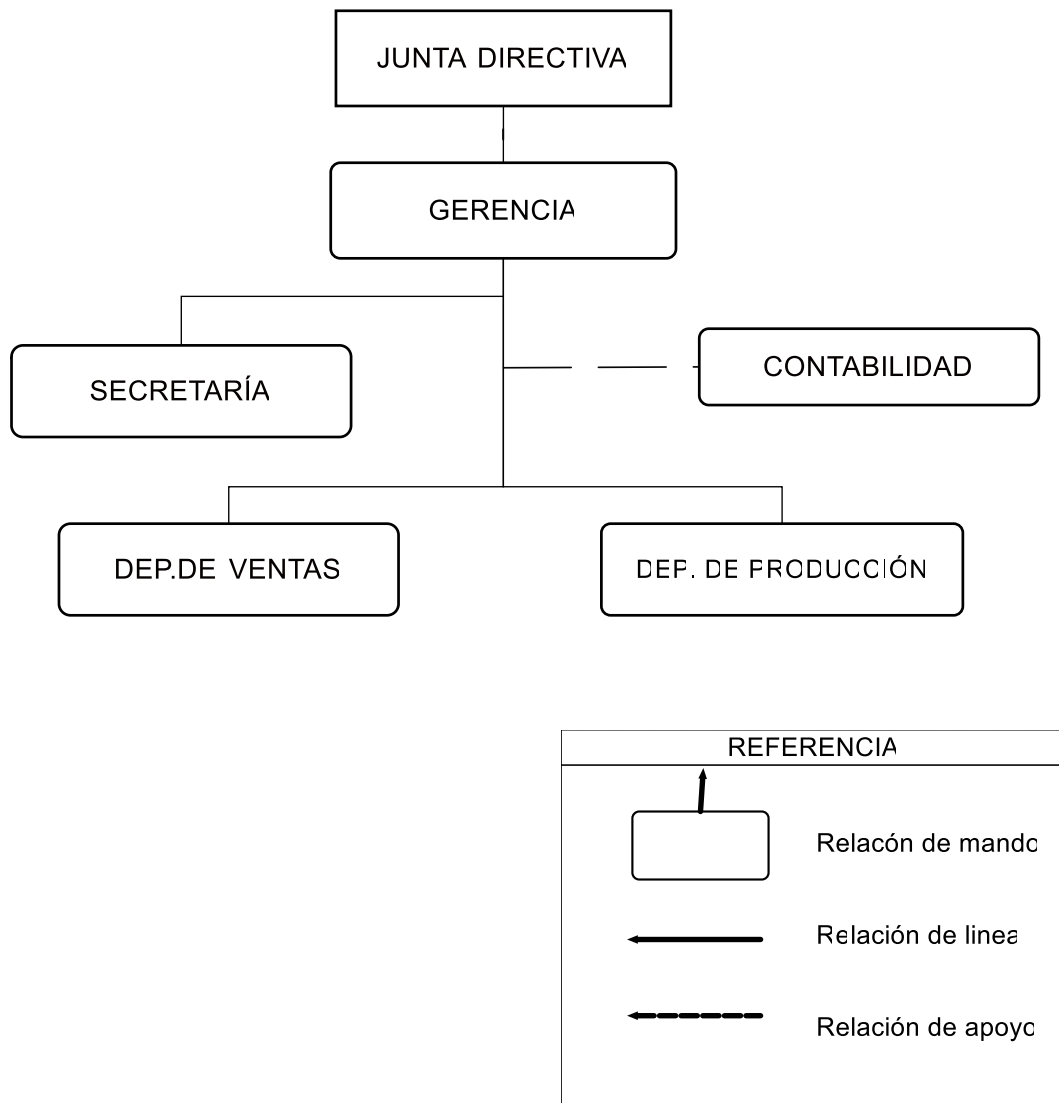 JUNTA DIRECTIVA
GERENCIA
SECRETARÍA
CONTABILIDAD
DEP.DE VENTAS
DEP. DE PRODUCCIÓN
REFERENCIA
Relacón de mando
Relación de linea
Relación de apoyo